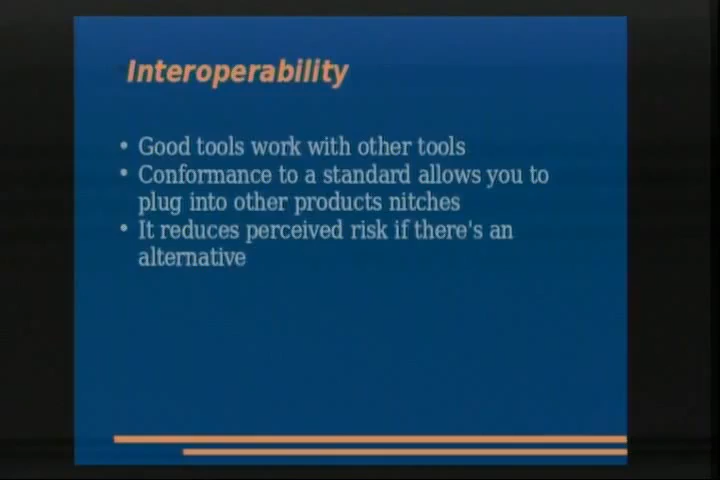 Interoperability
• Good tools work with other tools
• Conformance to a standard allows you to
plug into other products nitches
• It reduces perceived risk if there's an
alternative